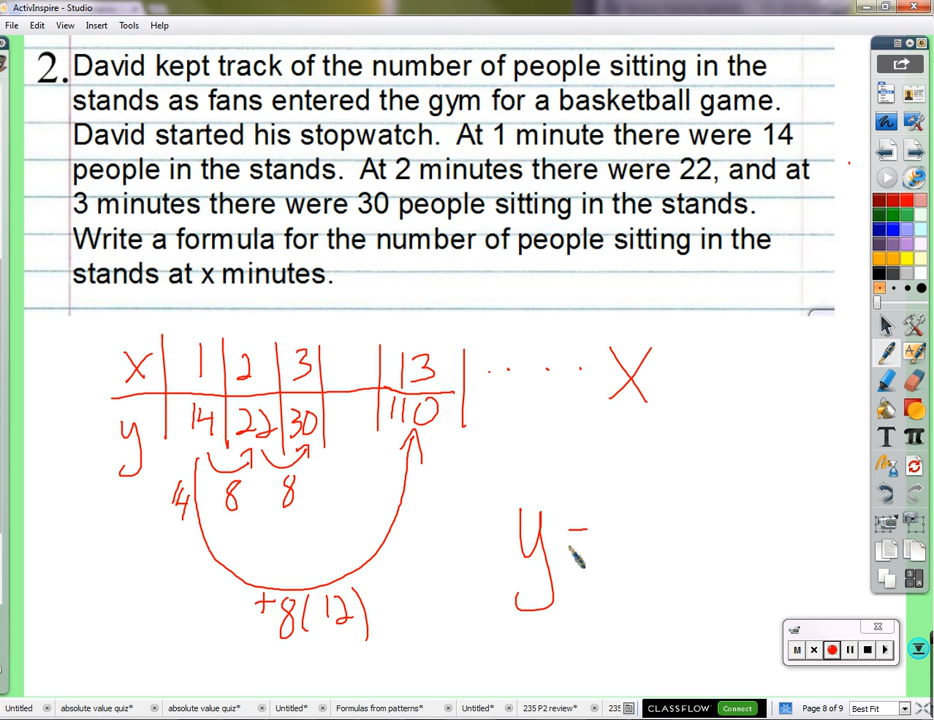 ActivInspire - Studio
File Edit View Insert Tools Help
2. David kept track of the number of people sitting in the
stands as fans entered the gym for a basketball game.
David started his stopwatch. At 1 minute there were 14
people in the stands. At 2 minutes there were 22, and at
3 minutes there were 30 people sitting in the stands.
Write a formula for the number of people sitting in the
stands at x minutes.
x 1 2 3 13 . . . . . x
y 14 22 30 110
14 8 8
+8(12)
y =
M
Untitled absolute value quiz* absolute value quiz* Untitled* Formulas from patterns* Untitled* 235 P2 review* 235 CLASSFLOW Connect Page 8 of 9 Best Fit